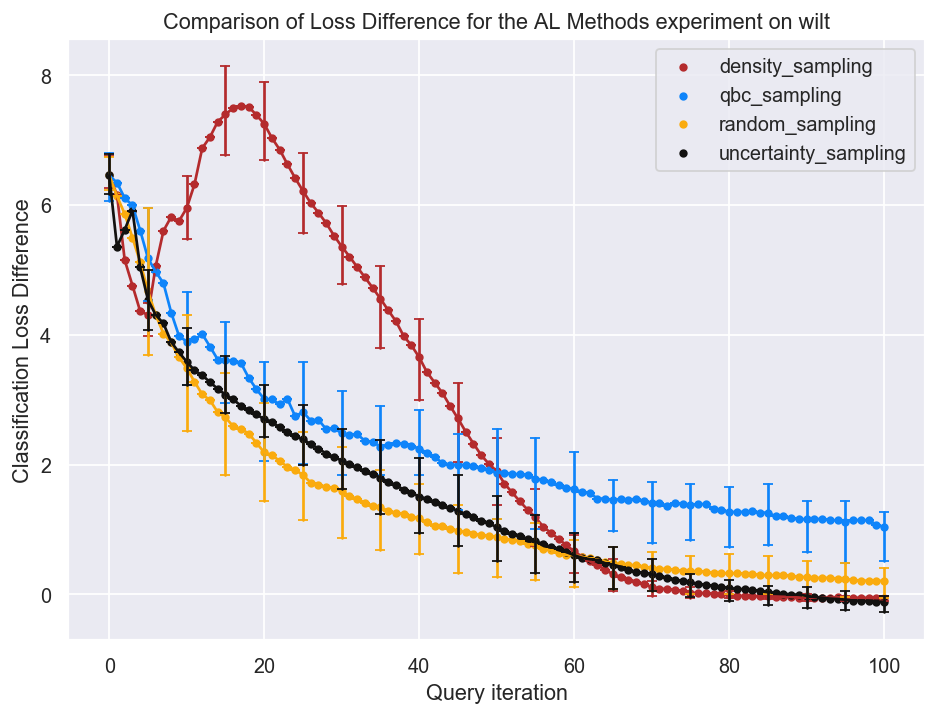 Comparison of Loss Difference for the AL Methods experiment on wilt
density_sampling
qbc_sampling
random_sampling
uncertainty_sampling
Classification Loss Difference
8
6
4
2
0
0 20 40 60 80 100
Query iteration